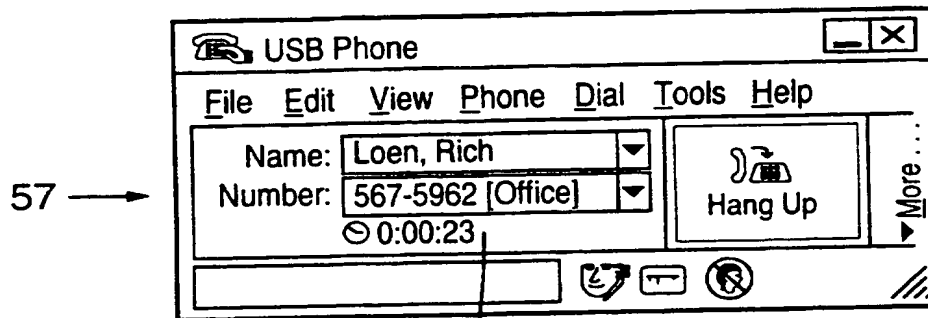 USB Phone
File Edit View Phone Dial Tools Help
Name: Loen, Rich
Number: 567-5962 [Office]
0:00:23
Hang Up
More...
57